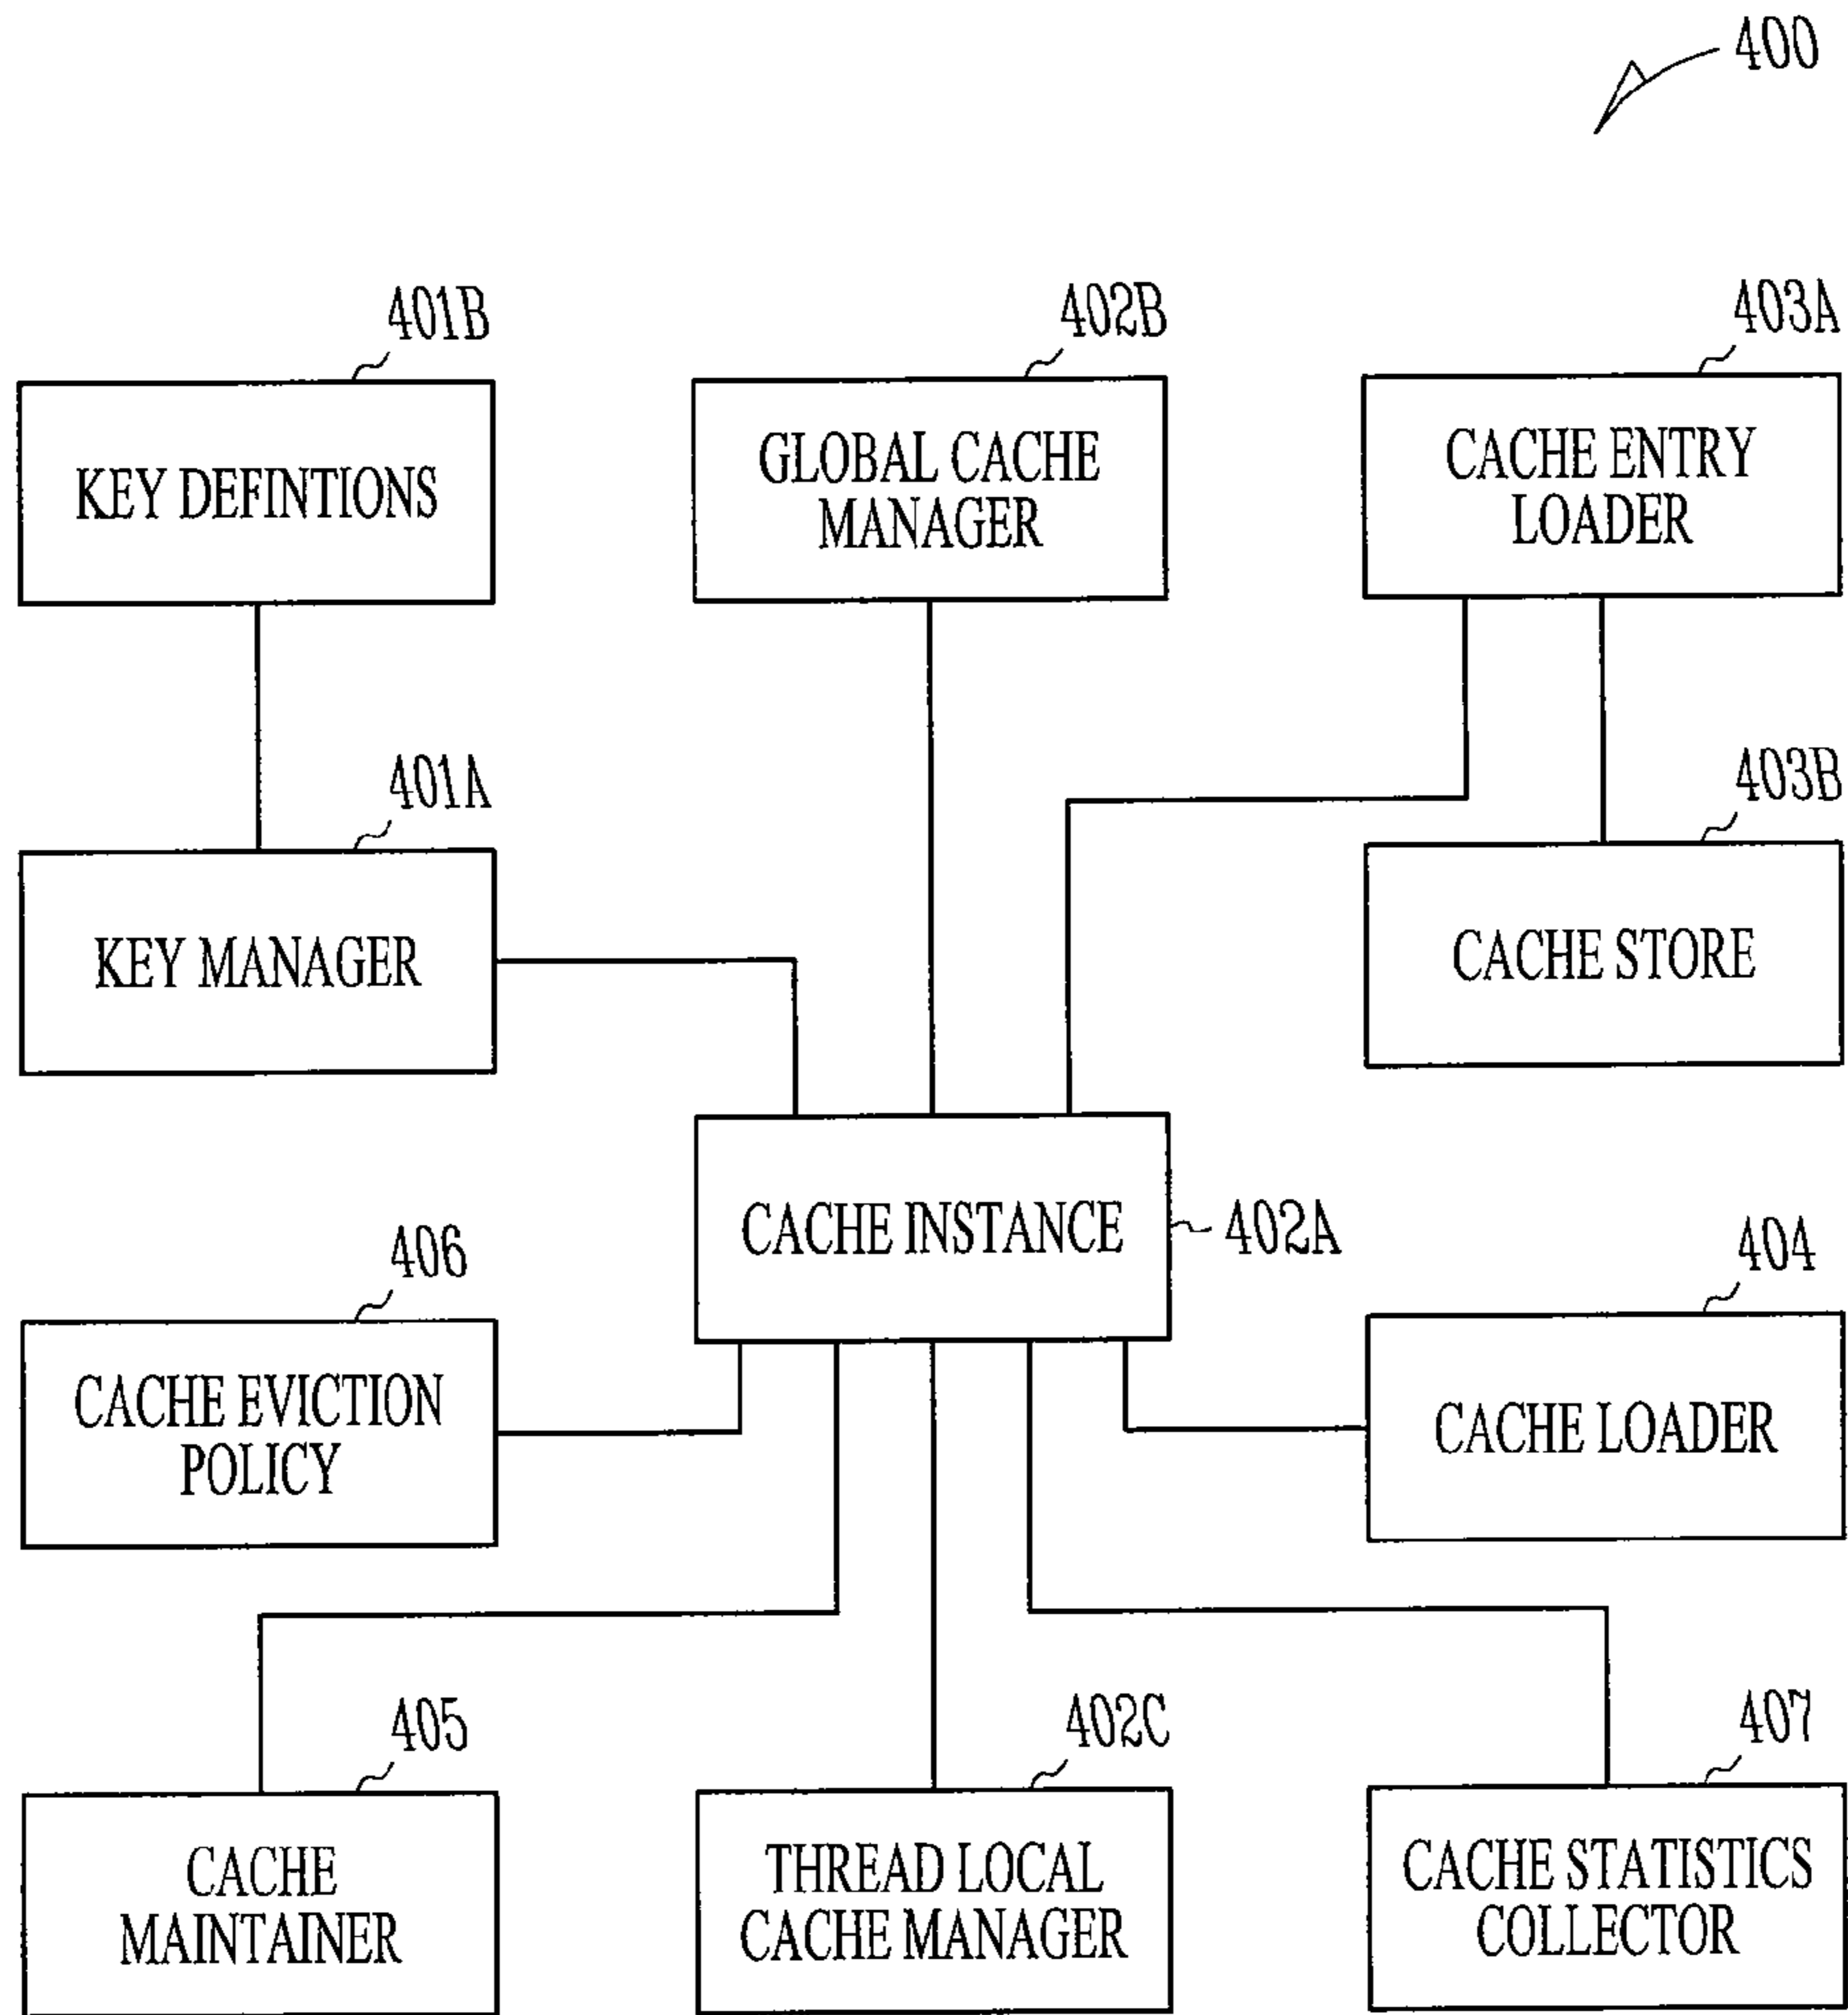 400
401B
402B
403A
KEY DEFINTIONS
GLOBAL CACHE
MANAGER
CACHE ENTRY
LOADER
401A
403B
KEY MANAGER
CACHE STORE
CACHE INSTANCE
402A
406
404
CACHE EVICTION
POLICY
CACHE LOADER
405
402C
407
CACHE
MAINTAINER
THREAD LOCAL
CACHE MANAGER
CACHE STATISTICS
COLLECTOR